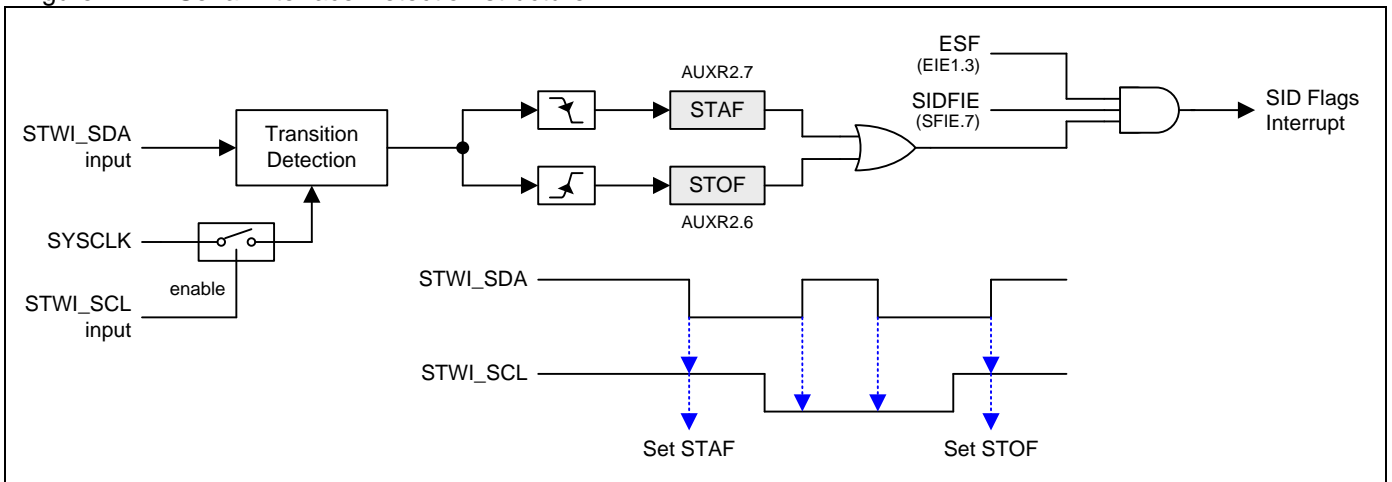 ESF
(EIE1.3)
AUXR2.7
SIDFIE
(SFIE.7)
SID Flags
Interrupt
STAF
STWI_SDA
input
Transition
Detection
STOF
AUXR2.6
SYSCLK
enable
STWI_SCL
input
STWI_SDA
STWI_SCL
Set STAF
Set STOF